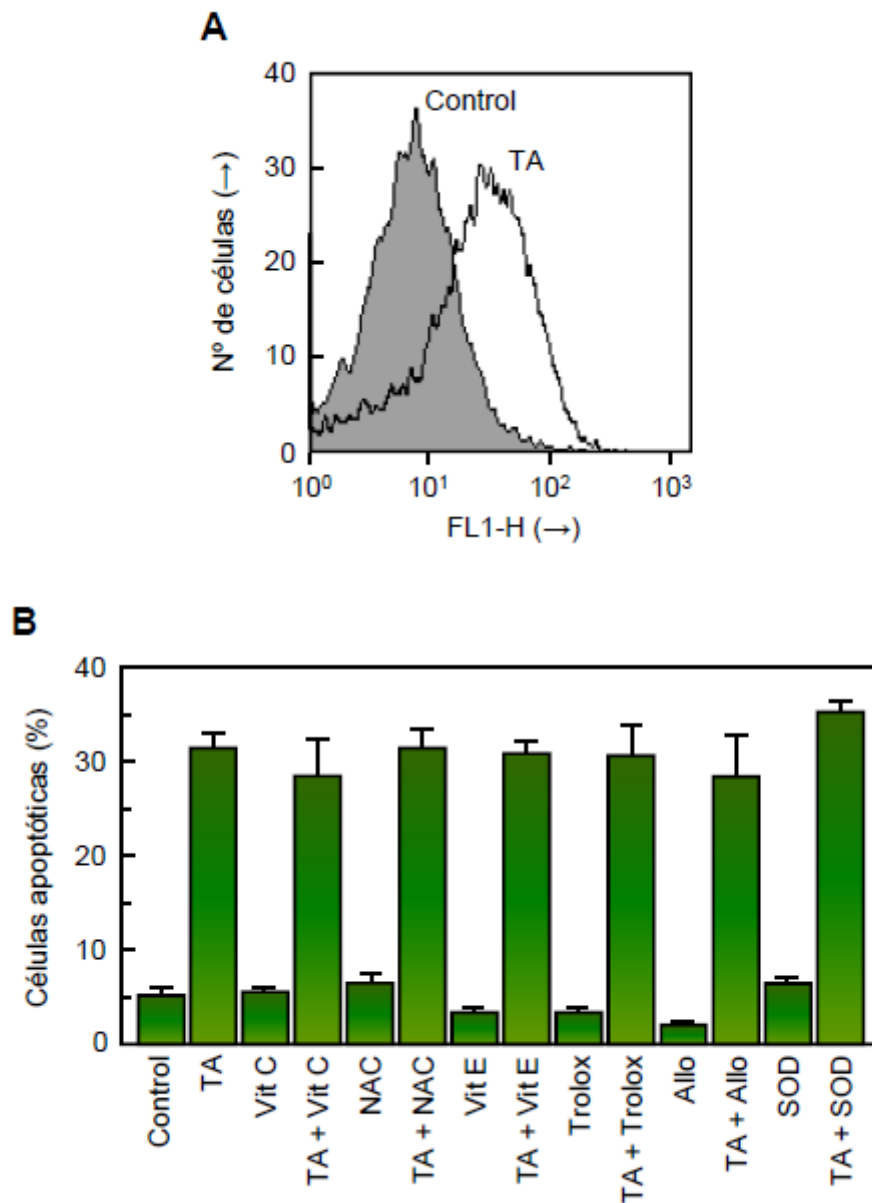 A
40
30
20
10
0
Nº de células (→)
Control
TA
10⁰ 10¹ 10² 10³
FL1-H (→)
B
40
30
20
10
0
Células apoptóticas (%)
Control
TA
Vit C
TA + Vit C
NAC
TA + NAC
Vit E
TA + Vit E
Trolox
TA + Trolox
Allo
TA + Allo
SOD
TA + SOD